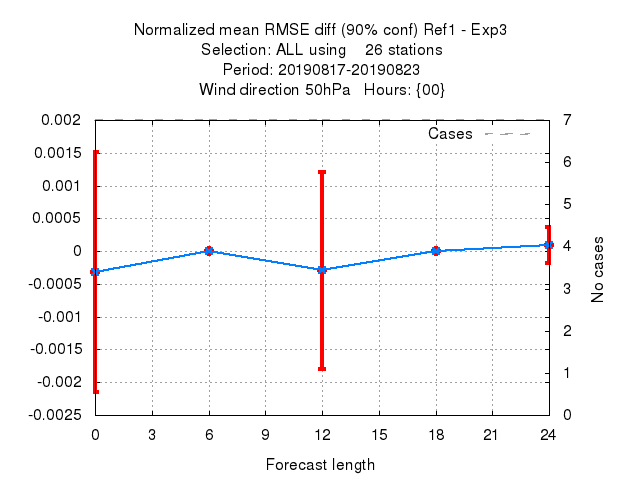 Normalized mean RMSE diff (90% conf) Ref1 - Exp3
Selection: ALL using    26 stations
Period: 20190817-20190823
Wind direction 50hPa   Hours: {00}
Cases
0.002
0.0015
0.001
0.0005
0
-0.0005
-0.001
-0.0015
-0.002
-0.0025
7
6
5
4
3
2
1
0
No cases
0 3 6 9 12 15 18 21 24
Forecast length